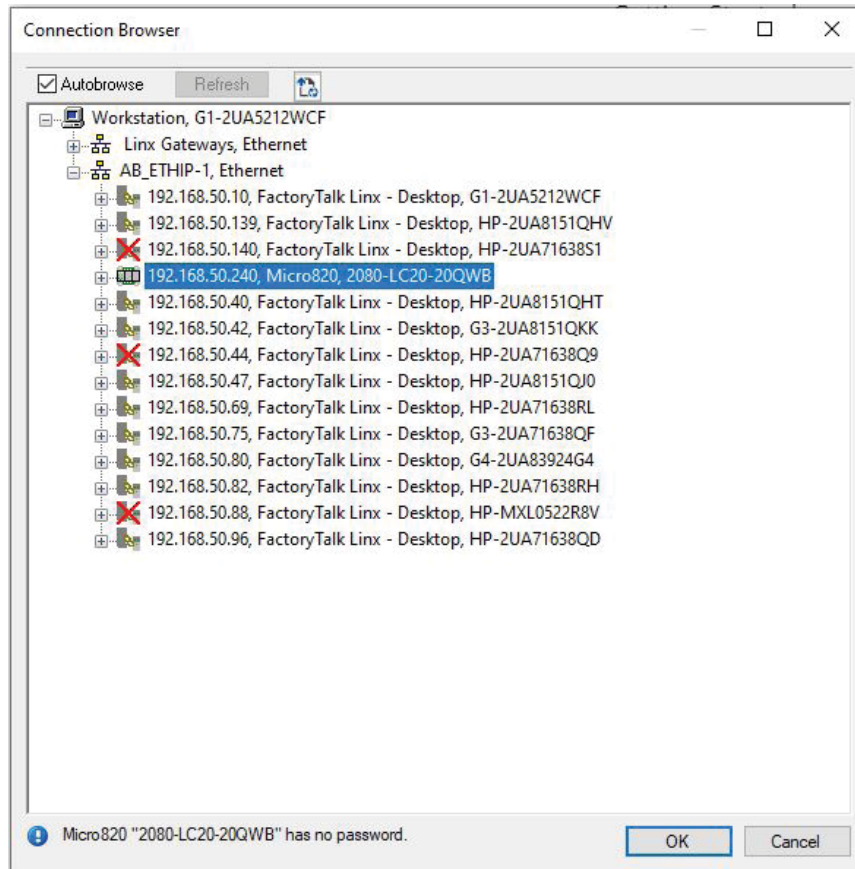 Connection Browser
Autobrowse
Refresh
Workstation, G1-2UA5212WCF
Linx Gateways, Ethernet
AB_ETHIP-1, Ethernet
192.168.50.10, FactoryTalk Linx - Desktop, G1-2UA5212WCF
192.168.50.139, FactoryTalk Linx - Desktop, HP-2UA8151QHV
192.168.50.140, FactoryTalk Linx - Desktop, HP-2UA71638S1
192.168.50.240, Micro820, 2080-LC20-20QWB
192.168.50.40, FactoryTalk Linx - Desktop, HP-2UA8151QHT
192.168.50.42, FactoryTalk Linx - Desktop, G3-2UA8151QKK
192.168.50.44, FactoryTalk Linx - Desktop, HP-2UA71638Q9
192.168.50.47, FactoryTalk Linx - Desktop, HP-2UA8151QJ0
192.168.50.69, FactoryTalk Linx - Desktop, HP-2UA71638RL
192.168.50.75, FactoryTalk Linx - Desktop, G3-2UA71638QF
192.168.50.80, FactoryTalk Linx - Desktop, G4-2UA83924G4
192.168.50.82, FactoryTalk Linx - Desktop, HP-2UA71638RH
192.168.50.88, FactoryTalk Linx - Desktop, HP-MXL0522R8V
192.168.50.96, FactoryTalk Linx - Desktop, HP-2UA71638QD
Micro820 "2080-LC20-20QWB" has no password.
OK
Cancel